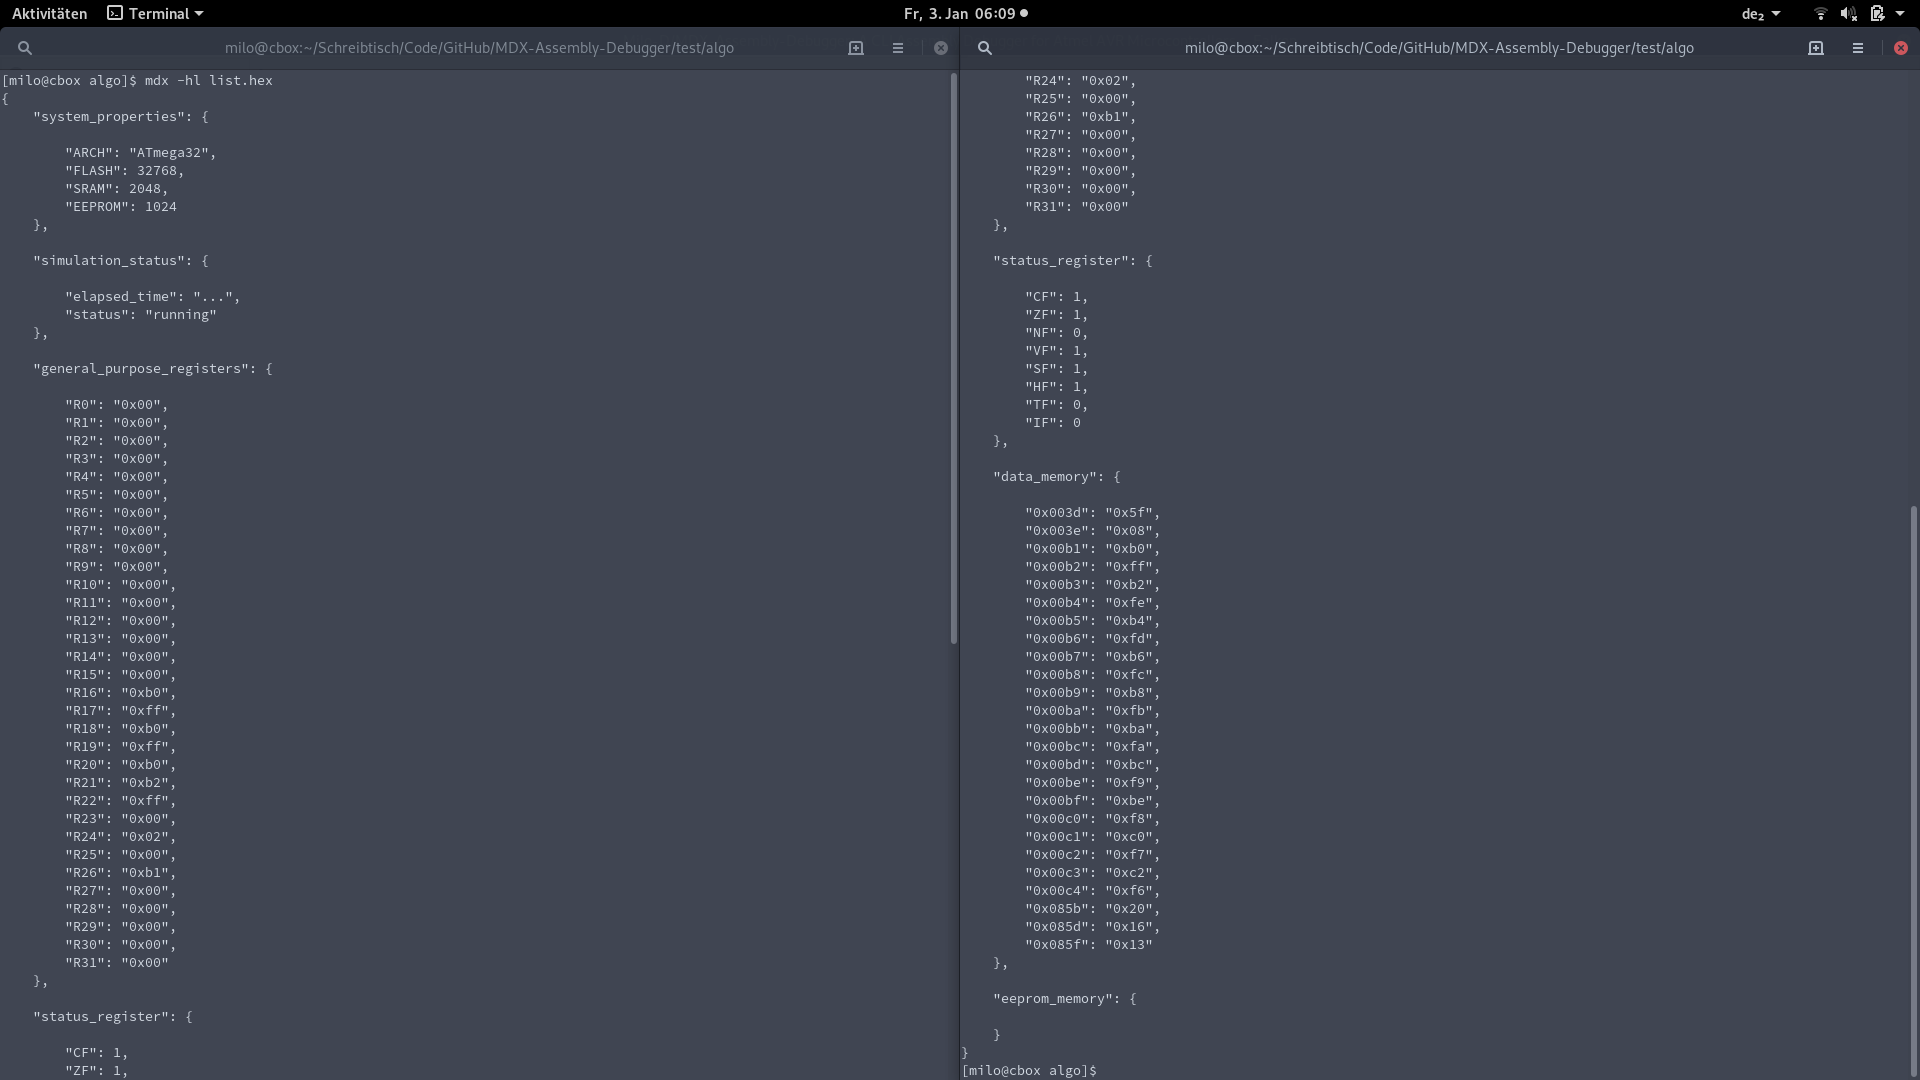 Aktivitäten Terminal Fr, 3. Jan 06:09 de₂
milo@cbox:~/Schreibtisch/Code/GitHub/MDX-Assembly-Debugger/test/algo
[milo@cbox algo]$ mdx -hl list.hex
{
"system_properties": {
"ARCH": "ATmega32",
"FLASH": 32768,
"SRAM": 2048,
"EEPROM": 1024
},
"simulation_status": {
"elapsed_time": "...",
"status": "running"
},
"general_purpose_registers": {
"R0": "0x00",
"R1": "0x00",
"R2": "0x00",
"R3": "0x00",
"R4": "0x00",
"R5": "0x00",
"R6": "0x00",
"R7": "0x00",
"R8": "0x00",
"R9": "0x00",
"R10": "0x00",
"R11": "0x00",
"R12": "0x00",
"R13": "0x00",
"R14": "0x00",
"R15": "0x00",
"R16": "0xb0",
"R17": "0xff",
"R18": "0xb0",
"R19": "0xff",
"R20": "0xb0",
"R21": "0xb2",
"R22": "0xff",
"R23": "0x00",
"R24": "0x02",
"R25": "0x00",
"R26": "0xb1",
"R27": "0x00",
"R28": "0x00",
"R29": "0x00",
"R30": "0x00",
"R31": "0x00"
},
"status_register": {
"CF": 1,
"ZF": 1,
milo@cbox:~/Schreibtisch/Code/GitHub/MDX-Assembly-Debugger/test/algo
"R24": "0x02",
"R25": "0x00",
"R26": "0xb1",
"R27": "0x00",
"R28": "0x00",
"R29": "0x00",
"R30": "0x00",
"R31": "0x00"
},
"status_register": {
"CF": 1,
"ZF": 1,
"NF": 0,
"VF": 1,
"SF": 1,
"HF": 1,
"TF": 0,
"IF": 0
},
"data_memory": {
"0x003d": "0x5f",
"0x003e": "0x08",
"0x00b1": "0xb0",
"0x00b2": "0xff",
"0x00b3": "0xb2",
"0x00b4": "0xfe",
"0x00b5": "0xb4",
"0x00b6": "0xfd",
"0x00b7": "0xb6",
"0x00b8": "0xfc",
"0x00b9": "0xb8",
"0x00ba": "0xfb",
"0x00bb": "0xba",
"0x00bc": "0xfa",
"0x00bd": "0xbc",
"0x00be": "0xf9",
"0x00bf": "0xbe",
"0x00c0": "0xf8",
"0x00c1": "0xc0",
"0x00c2": "0xf7",
"0x00c3": "0xc2",
"0x00c4": "0xf6",
"0x085b": "0x20",
"0x085d": "0x16",
"0x085f": "0x13"
},
"eeprom_memory": {
}
}
[milo@cbox algo]$